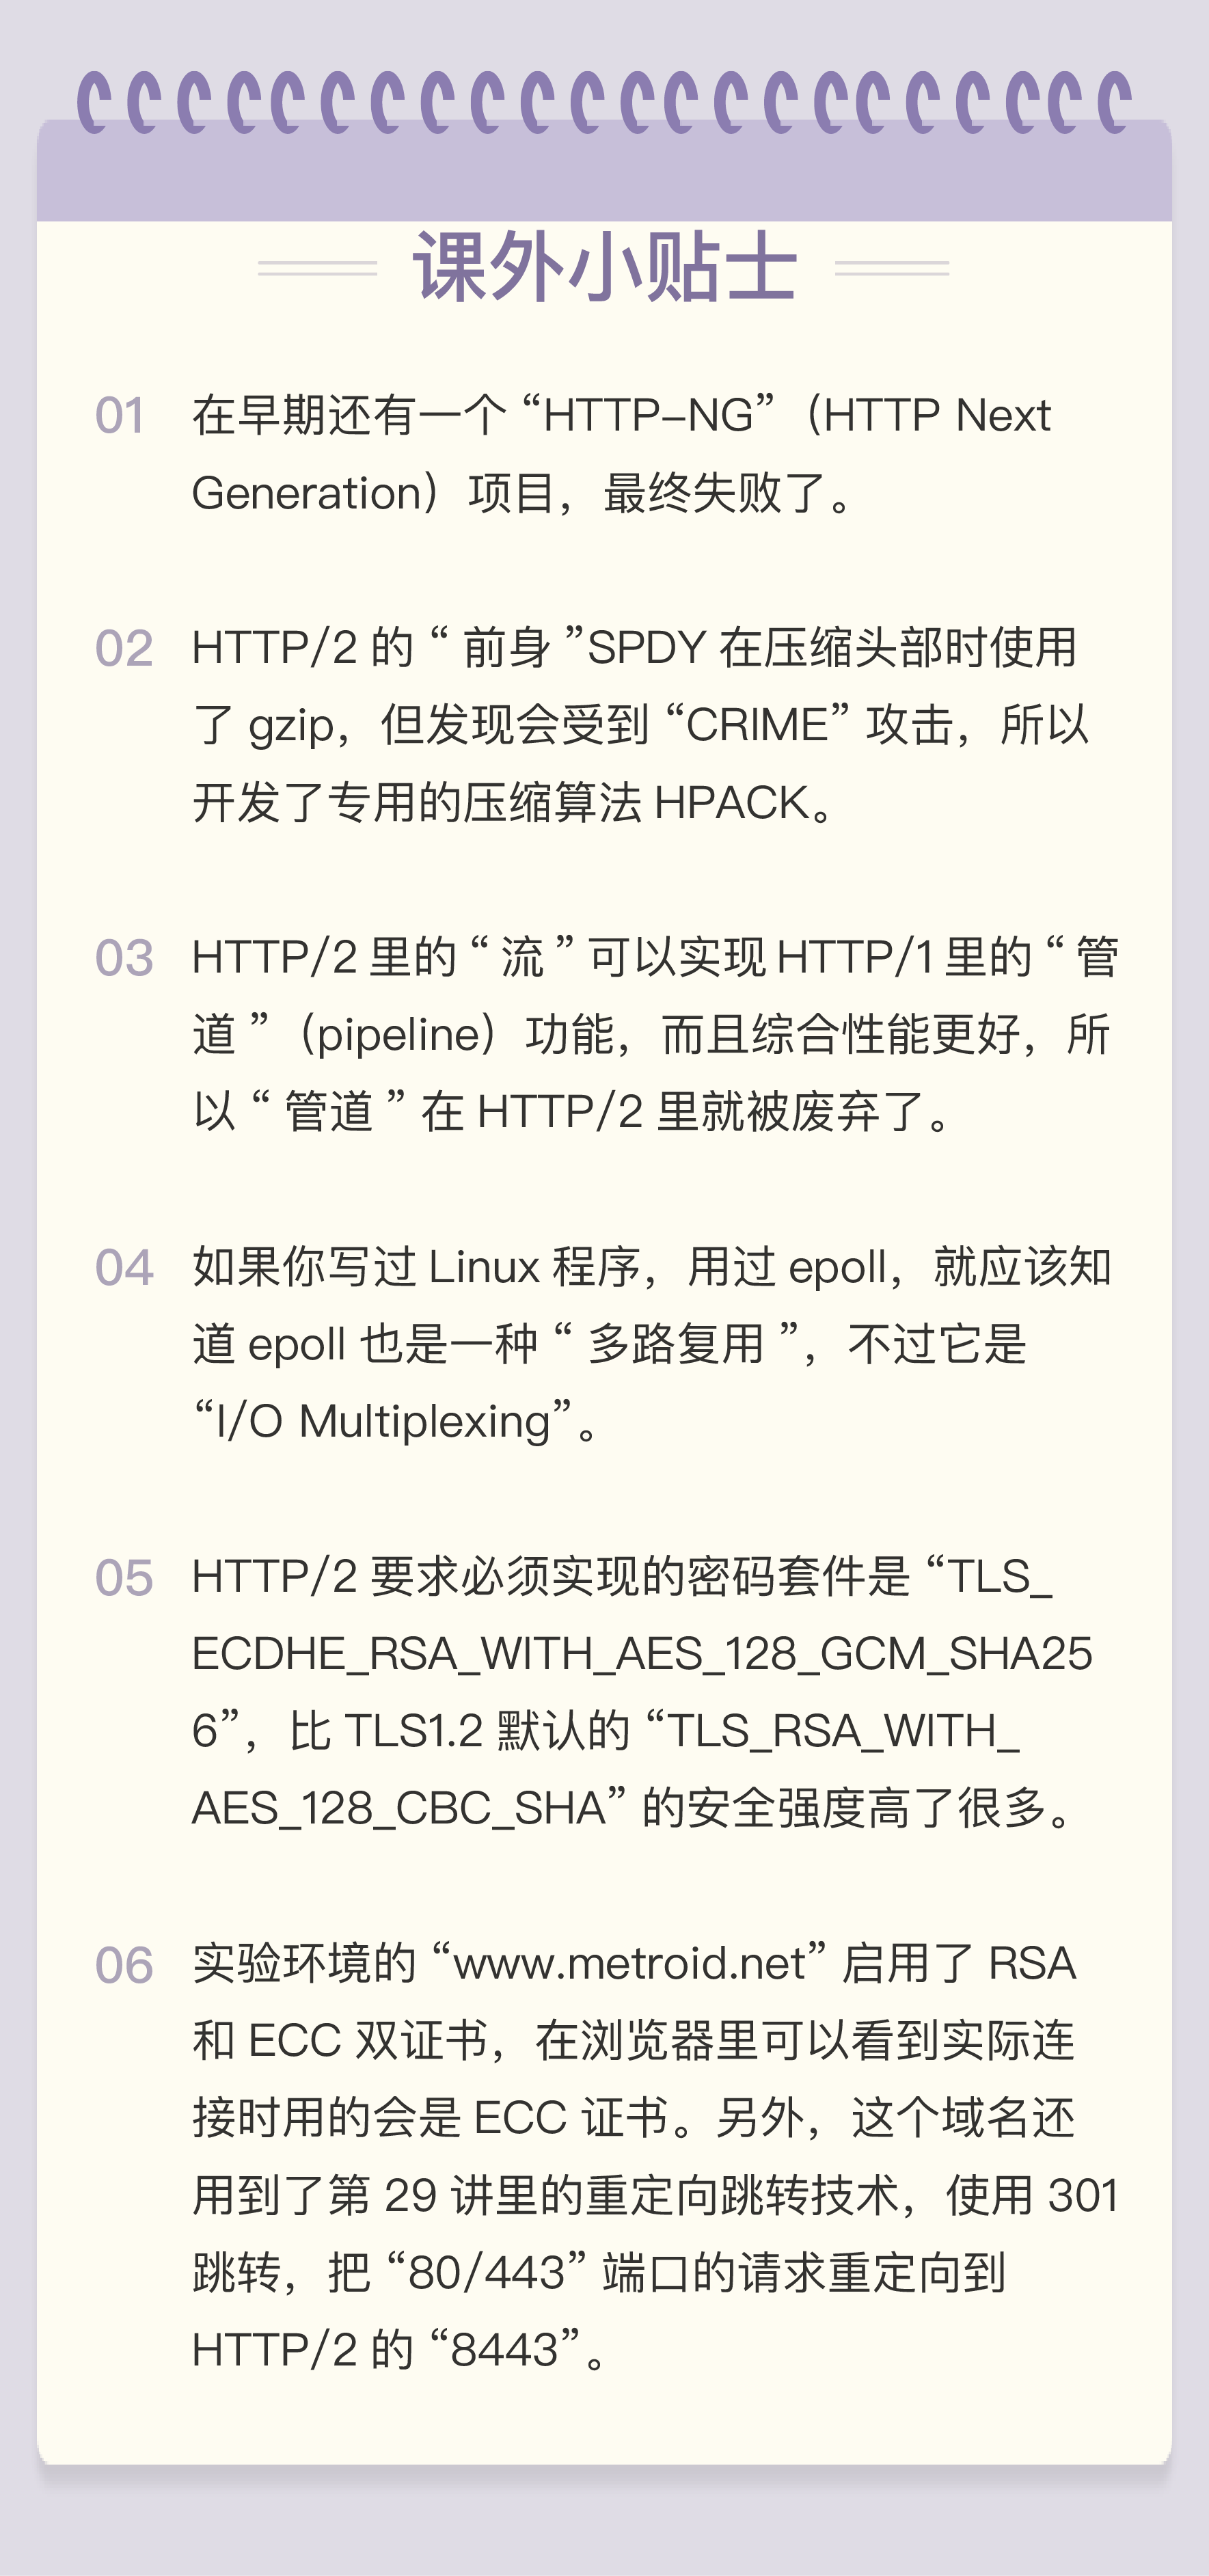 课外小贴士
01 在早期还有一个 “HTTP-NG”（HTTP Next
Generation）项目，最终失败了。
02 HTTP/2 的 “ 前身 ”SPDY 在压缩头部时使用
了 gzip，但发现会受到 “CRIME” 攻击，所以
开发了专用的压缩算法 HPACK。
03 HTTP/2 里的 “ 流 ” 可以实现 HTTP/1 里的 “ 管
道 ”（pipeline）功能，而且综合性能更好，所
以 “ 管道 ” 在 HTTP/2 里就被废弃了。
04 如果你写过 Linux 程序，用过 epoll，就应该知
道 epoll 也是一种 “ 多路复用 ”，不过它是
“I/O Multiplexing”。
05 HTTP/2 要求必须实现的密码套件是 “TLS_
ECDHE_RSA_WITH_AES_128_GCM_SHA25
6”，比 TLS1.2 默认的 “TLS_RSA_WITH_
AES_128_CBC_SHA” 的安全强度高了很多。
06 实验环境的 “www.metroid.net” 启用了 RSA
和 ECC 双证书，在浏览器里可以看到实际连
接时用的会是 ECC 证书。另外，这个域名还
用到了第 29 讲里的重定向跳转技术，使用 301
跳转，把 “80/443” 端口的请求重定向到
HTTP/2 的 “8443”。